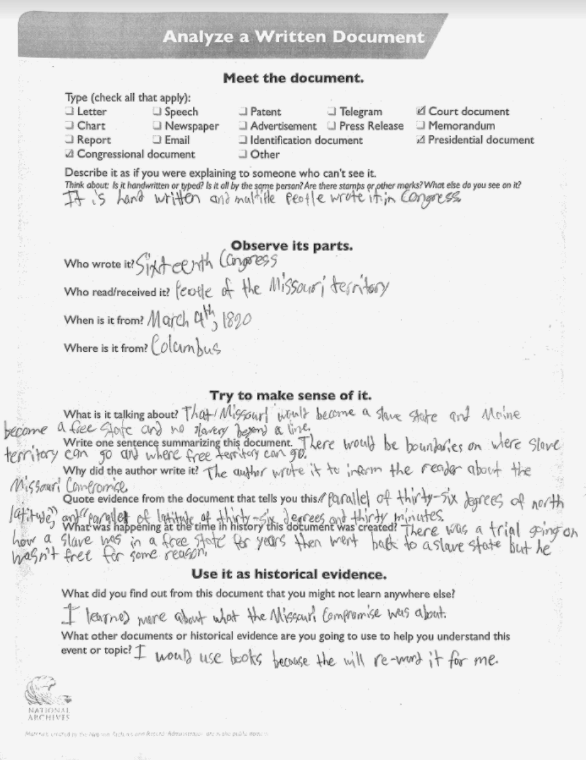 Analyze a Written Document
Meet the document.
Type (check all that apply):
❏ Letter ❏ Speech ❏ Patent ❏ Telegram ☑ Court document
❏ Chart ❏ Newspaper ❏ Advertisement ❏ Press Release ❏ Memorandum
❏ Report ❏ Email ❏ Identification document ☑ Presidential document
☑ Congressional document ❏ Other
Describe it as if you were explaining to someone who can't see it.
Think about: Is it handwritten or typed? Is it all by the same person? Are there stamps or other marks? What else do you see on it?
It is hand written and multiple people wrote it in Congress.
Observe its parts.
Who wrote it? Sixteenth Congress
Who read/received it? people of the Missouri territory
When is it from? March 4th, 1820
Where is it from? Columbus
Try to make sense of it.
What is it talking about? That Missouri would become a slave state and Maine
become a free state and no slavery beyond a line.
Write one sentence summarizing this document. There would be boundaries on where slave
territory can go and where free territory can go.
Why did the author write it? The author wrote it to inform the reader about the
Missouri Compromise
Quote evidence from the document that tells you this. "parallel of thirty-six degrees of north
latitude," and "parallel of latitude at thirty-six degrees and thirty minutes.
What was happening at the time in history this document was created? There was a trial going on
how a slave was in a free state for years then went back to a slave state but he
wasn't free for some reason.
Use it as historical evidence.
What did you find out from this document that you might not learn anywhere else?
I learned more about what the Missouri Compromise was about.
What other documents or historical evidence are you going to use to help you understand this
event or topic? I would use books because the will re-word it for me.
NATIONAL
ARCHIVES